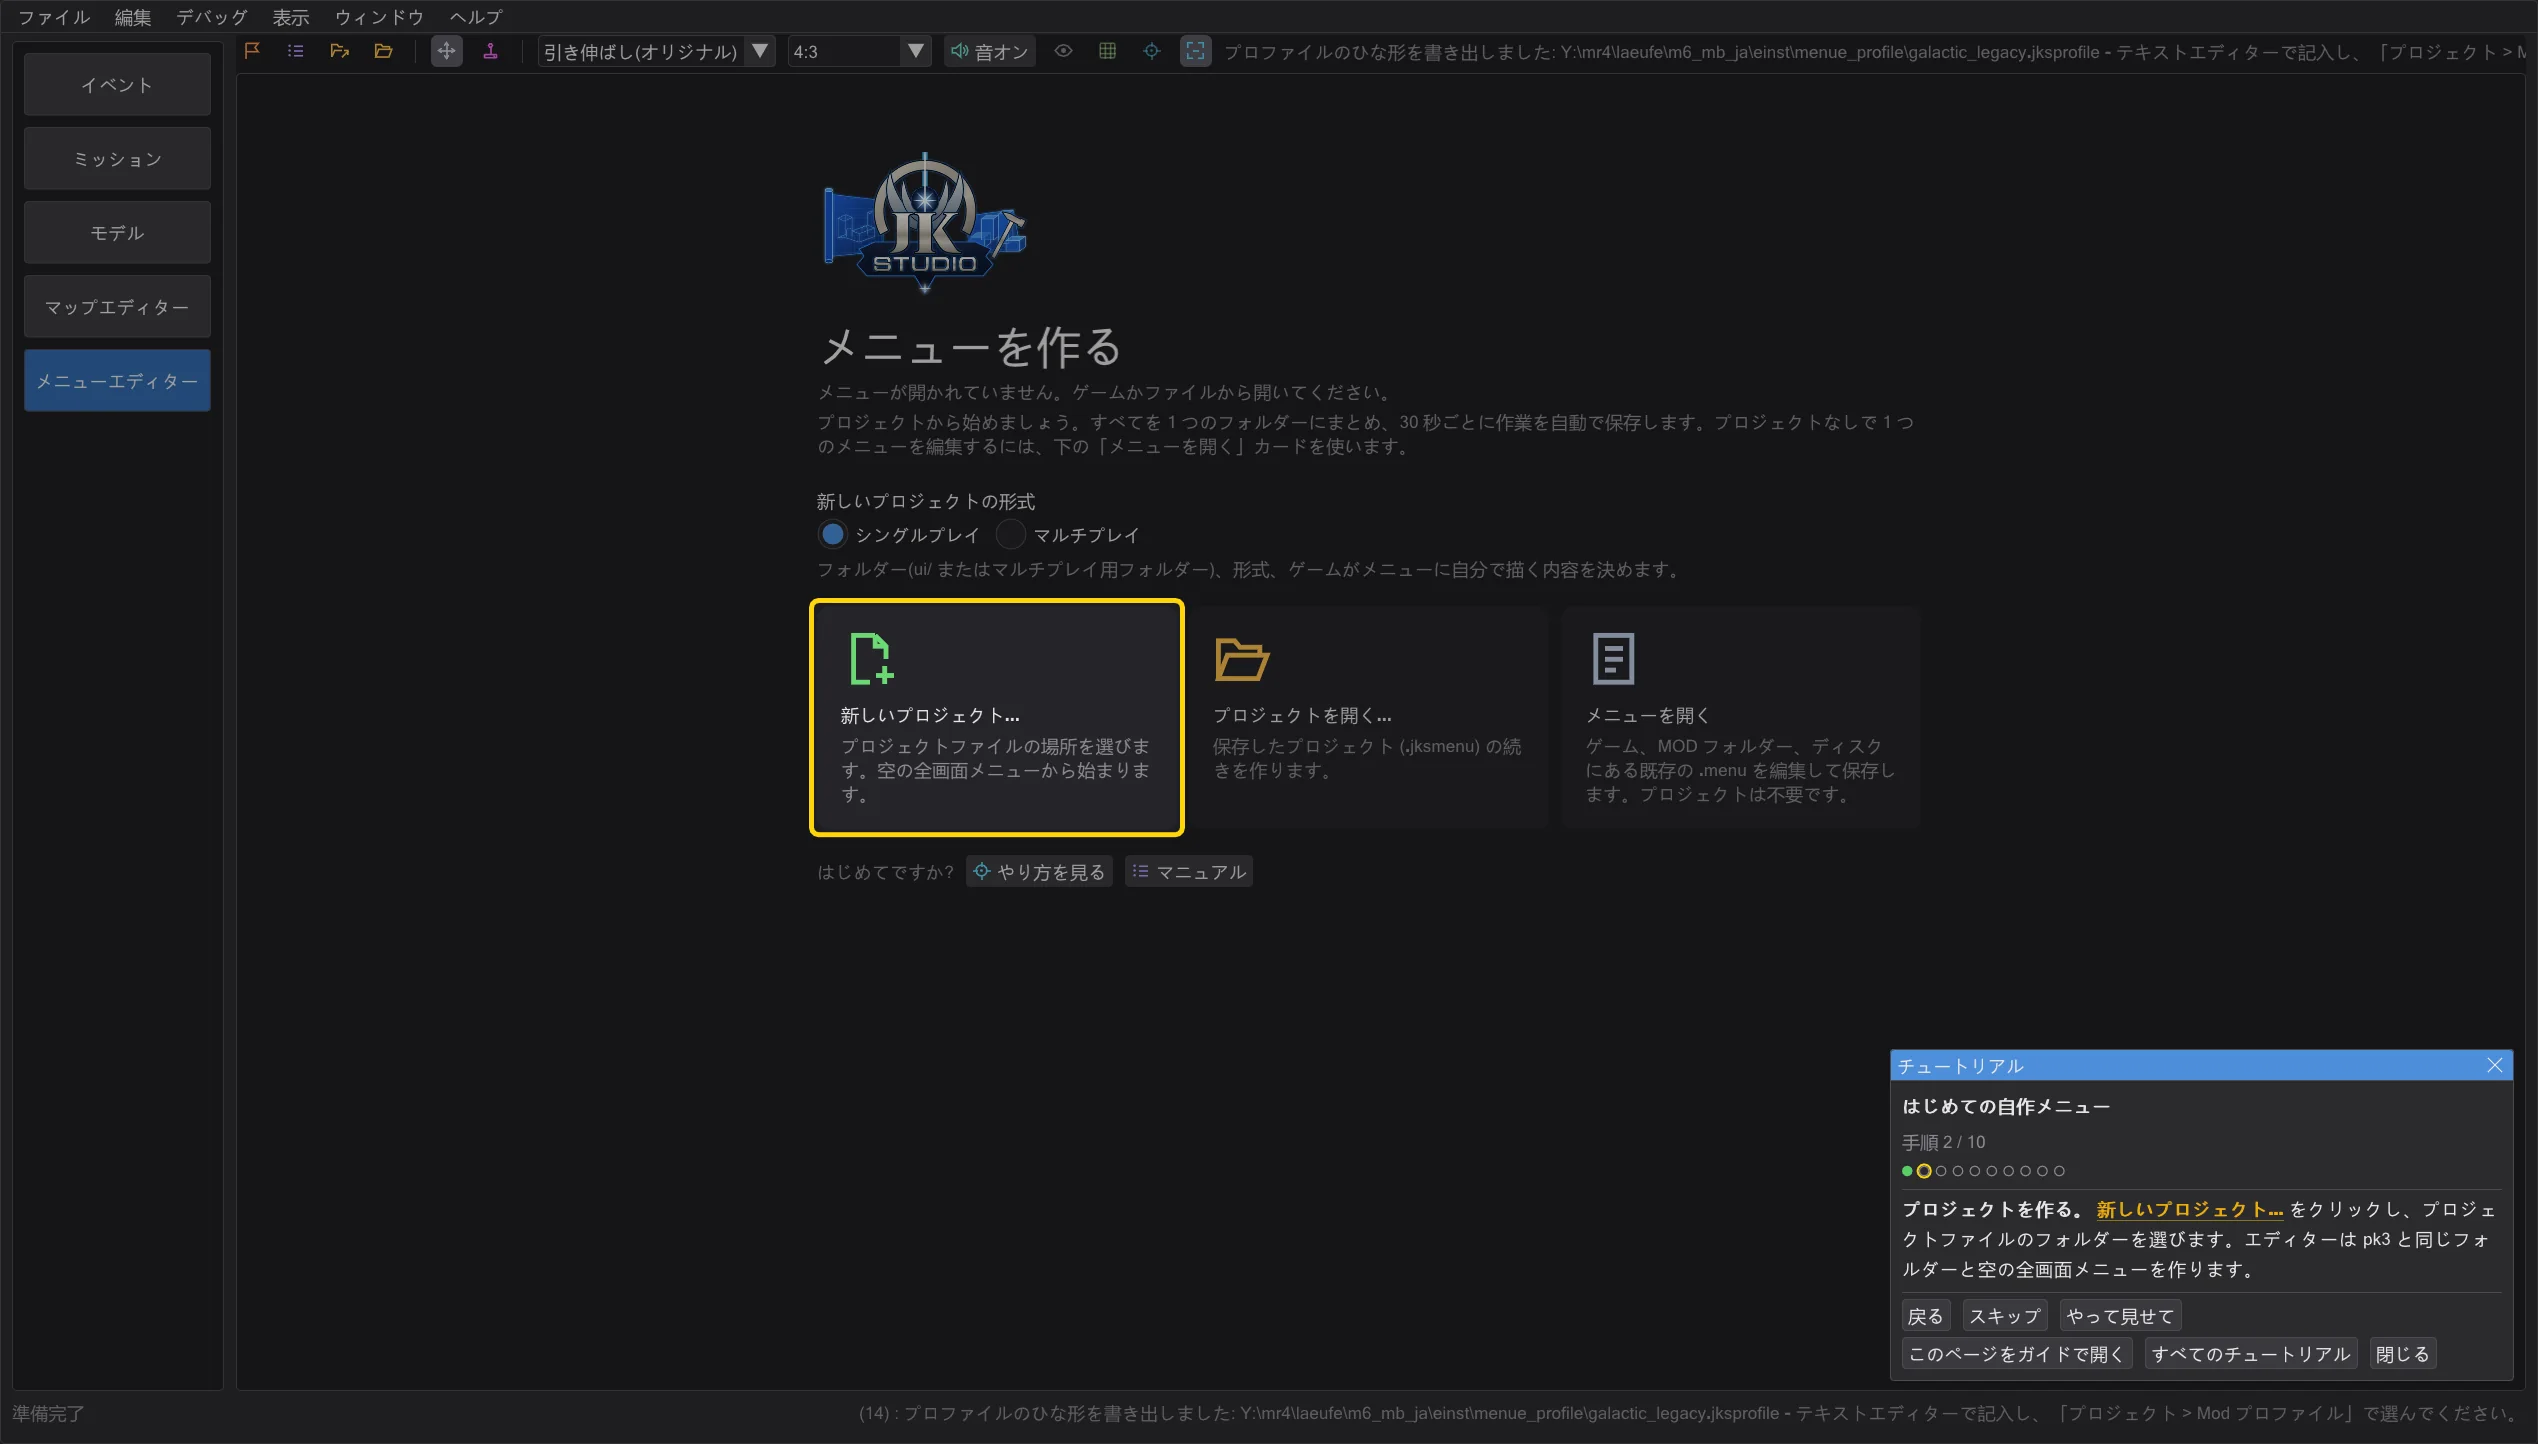 ファイル 編集 デバッグ 表示 ウィンドウ ヘルプ
引き伸ばし(オリジナル) 4:3 音オン プロファイルのひな形を書き出しました: Y:\mr4\laeufe\m6_mb_ja\einst\menue_profile\galactic_legacy.jksprofile - テキストエディターで記入し、「プロジェクト > M
イベント
ミッション
モデル
マップエディター
メニューエディター
JK
STUDIO
メニューを作る
メニューが開かれていません。ゲームかファイルから開いてください。
プロジェクトから始めましょう。すべてを 1 つのフォルダーにまとめ、30 秒ごとに作業を自動で保存します。プロジェクトなしで 1 つ
のメニューを編集するには、下の「メニューを開く」カードを使います。
新しいプロジェクトの形式
シングルプレイ マルチプレイ
フォルダー(ui/ またはマルチプレイ用フォルダー)、形式、ゲームがメニューに自分で描く内容を決めます。
新しいプロジェクト...
プロジェクトファイルの場所を選びま
す。空の全画面メニューから始まりま
す。
プロジェクトを開く...
保存したプロジェクト (.jksmenu) の続
きを作ります。
メニューを開く
ゲーム、MOD フォルダー、ディスク
にある既存の .menu を編集して保存し
ます。プロジェクトは不要です。
はじめてですか? やり方を見る マニュアル
チュートリアル
はじめての自作メニュー
手順 2 / 10
プロジェクトを作る。 新しいプロジェクト... をクリックし、プロジェ
クトファイルのフォルダーを選びます。エディターは pk3 と同じフォ
ルダーと空の全画面メニューを作ります。
戻る スキップ やって見せて
このページをガイドで開く すべてのチュートリアル 閉じる
準備完了 (14) : プロファイルのひな形を書き出しました: Y:\mr4\laeufe\m6_mb_ja\einst\menue_profile\galactic_legacy.jksprofile - テキストエディターで記入し、「プロジェクト > Mod プロファイル」で選んでください。